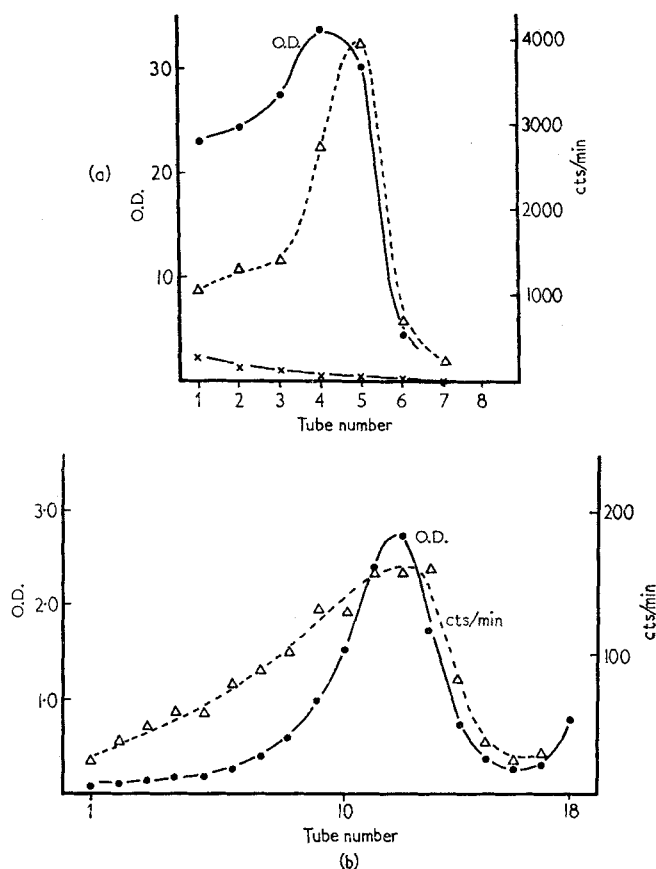 O.D.
30
20
10
(a)
O.D.
4000
3000
2000
1000
cts/min
1 2 3 4 5 6 7 8
Tube number
3·0
2·0
1·0
O.D.
O.D.
cts/min
200
100
cts/min
1 10 18
Tube number
(b)